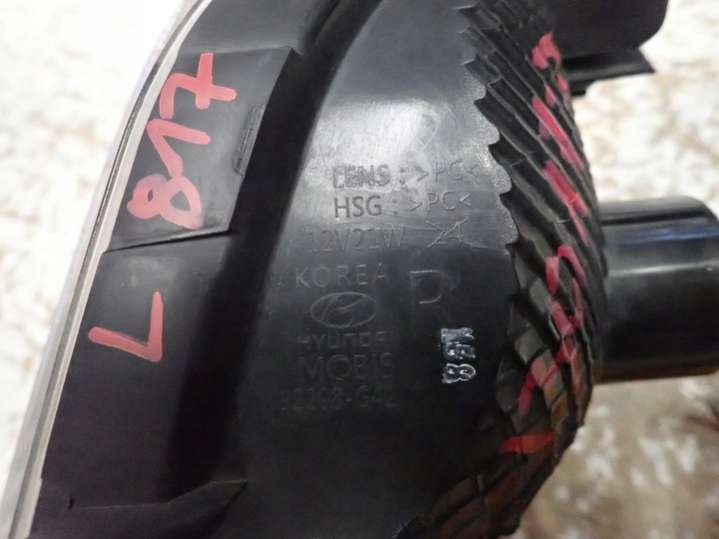 L 817
LENS : >PC<
HSG : >PC<
12V21W
KOREA
R
HYUNDAI
MOBIS